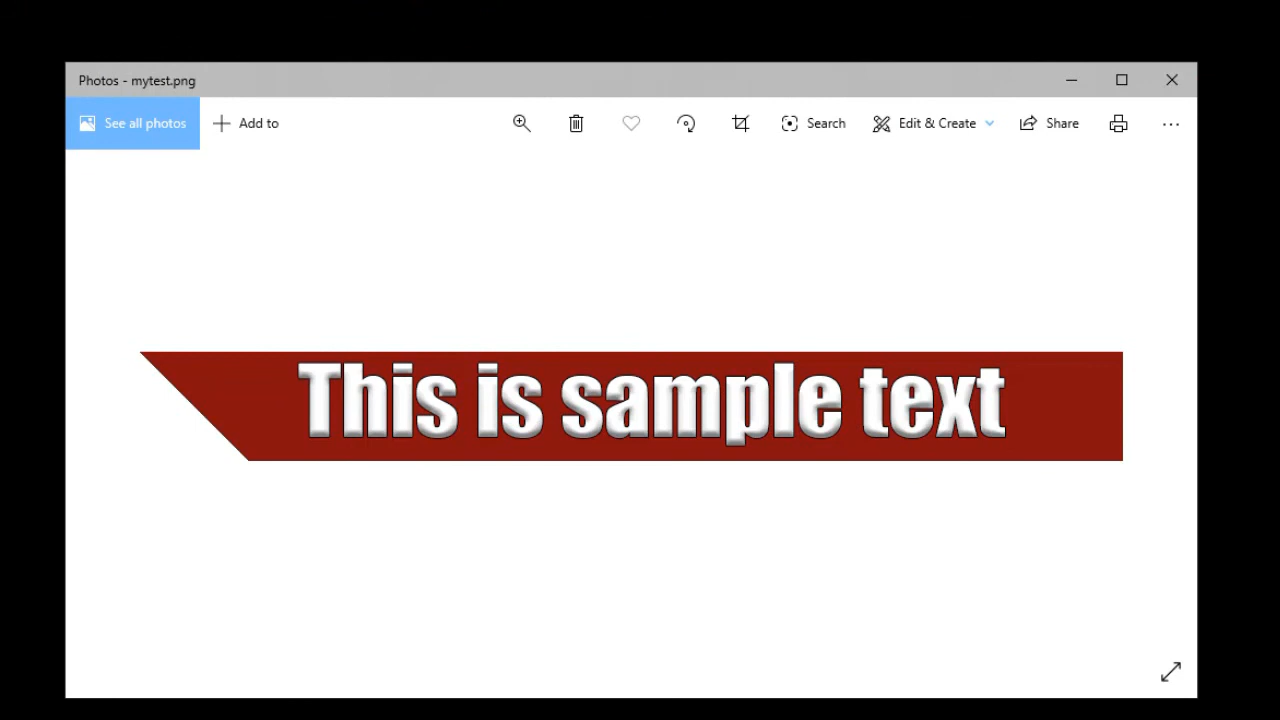 Photos - mytest.png
See all photos
Add to
Search
Edit & Create
Share
This is sample text